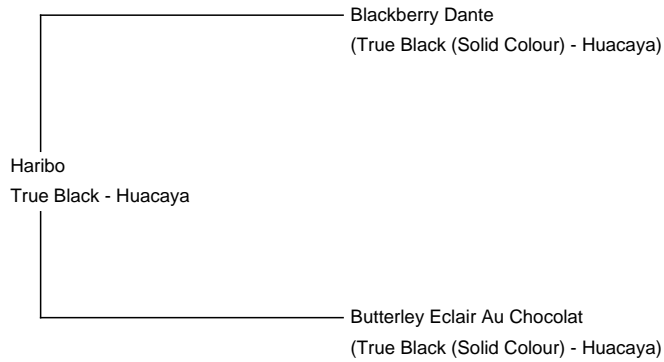 Blackberry Dante
(True Black (Solid Colour) - Huacaya)
Haribo
True Black - Huacaya
Butterley Eclair Au Chocolat
(True Black (Solid Colour) - Huacaya)